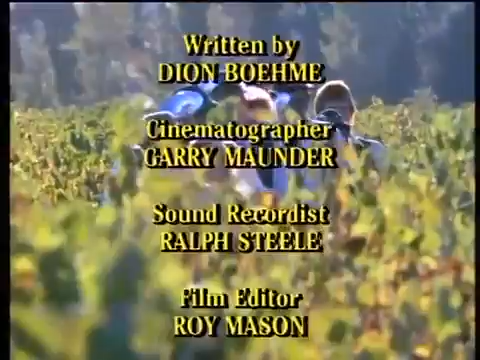 Written by
DION BOEHME
Cinematographer
GARRY MAUNDER
Sound Recordist
RALPH STEELE
Film Editor
ROY MASON